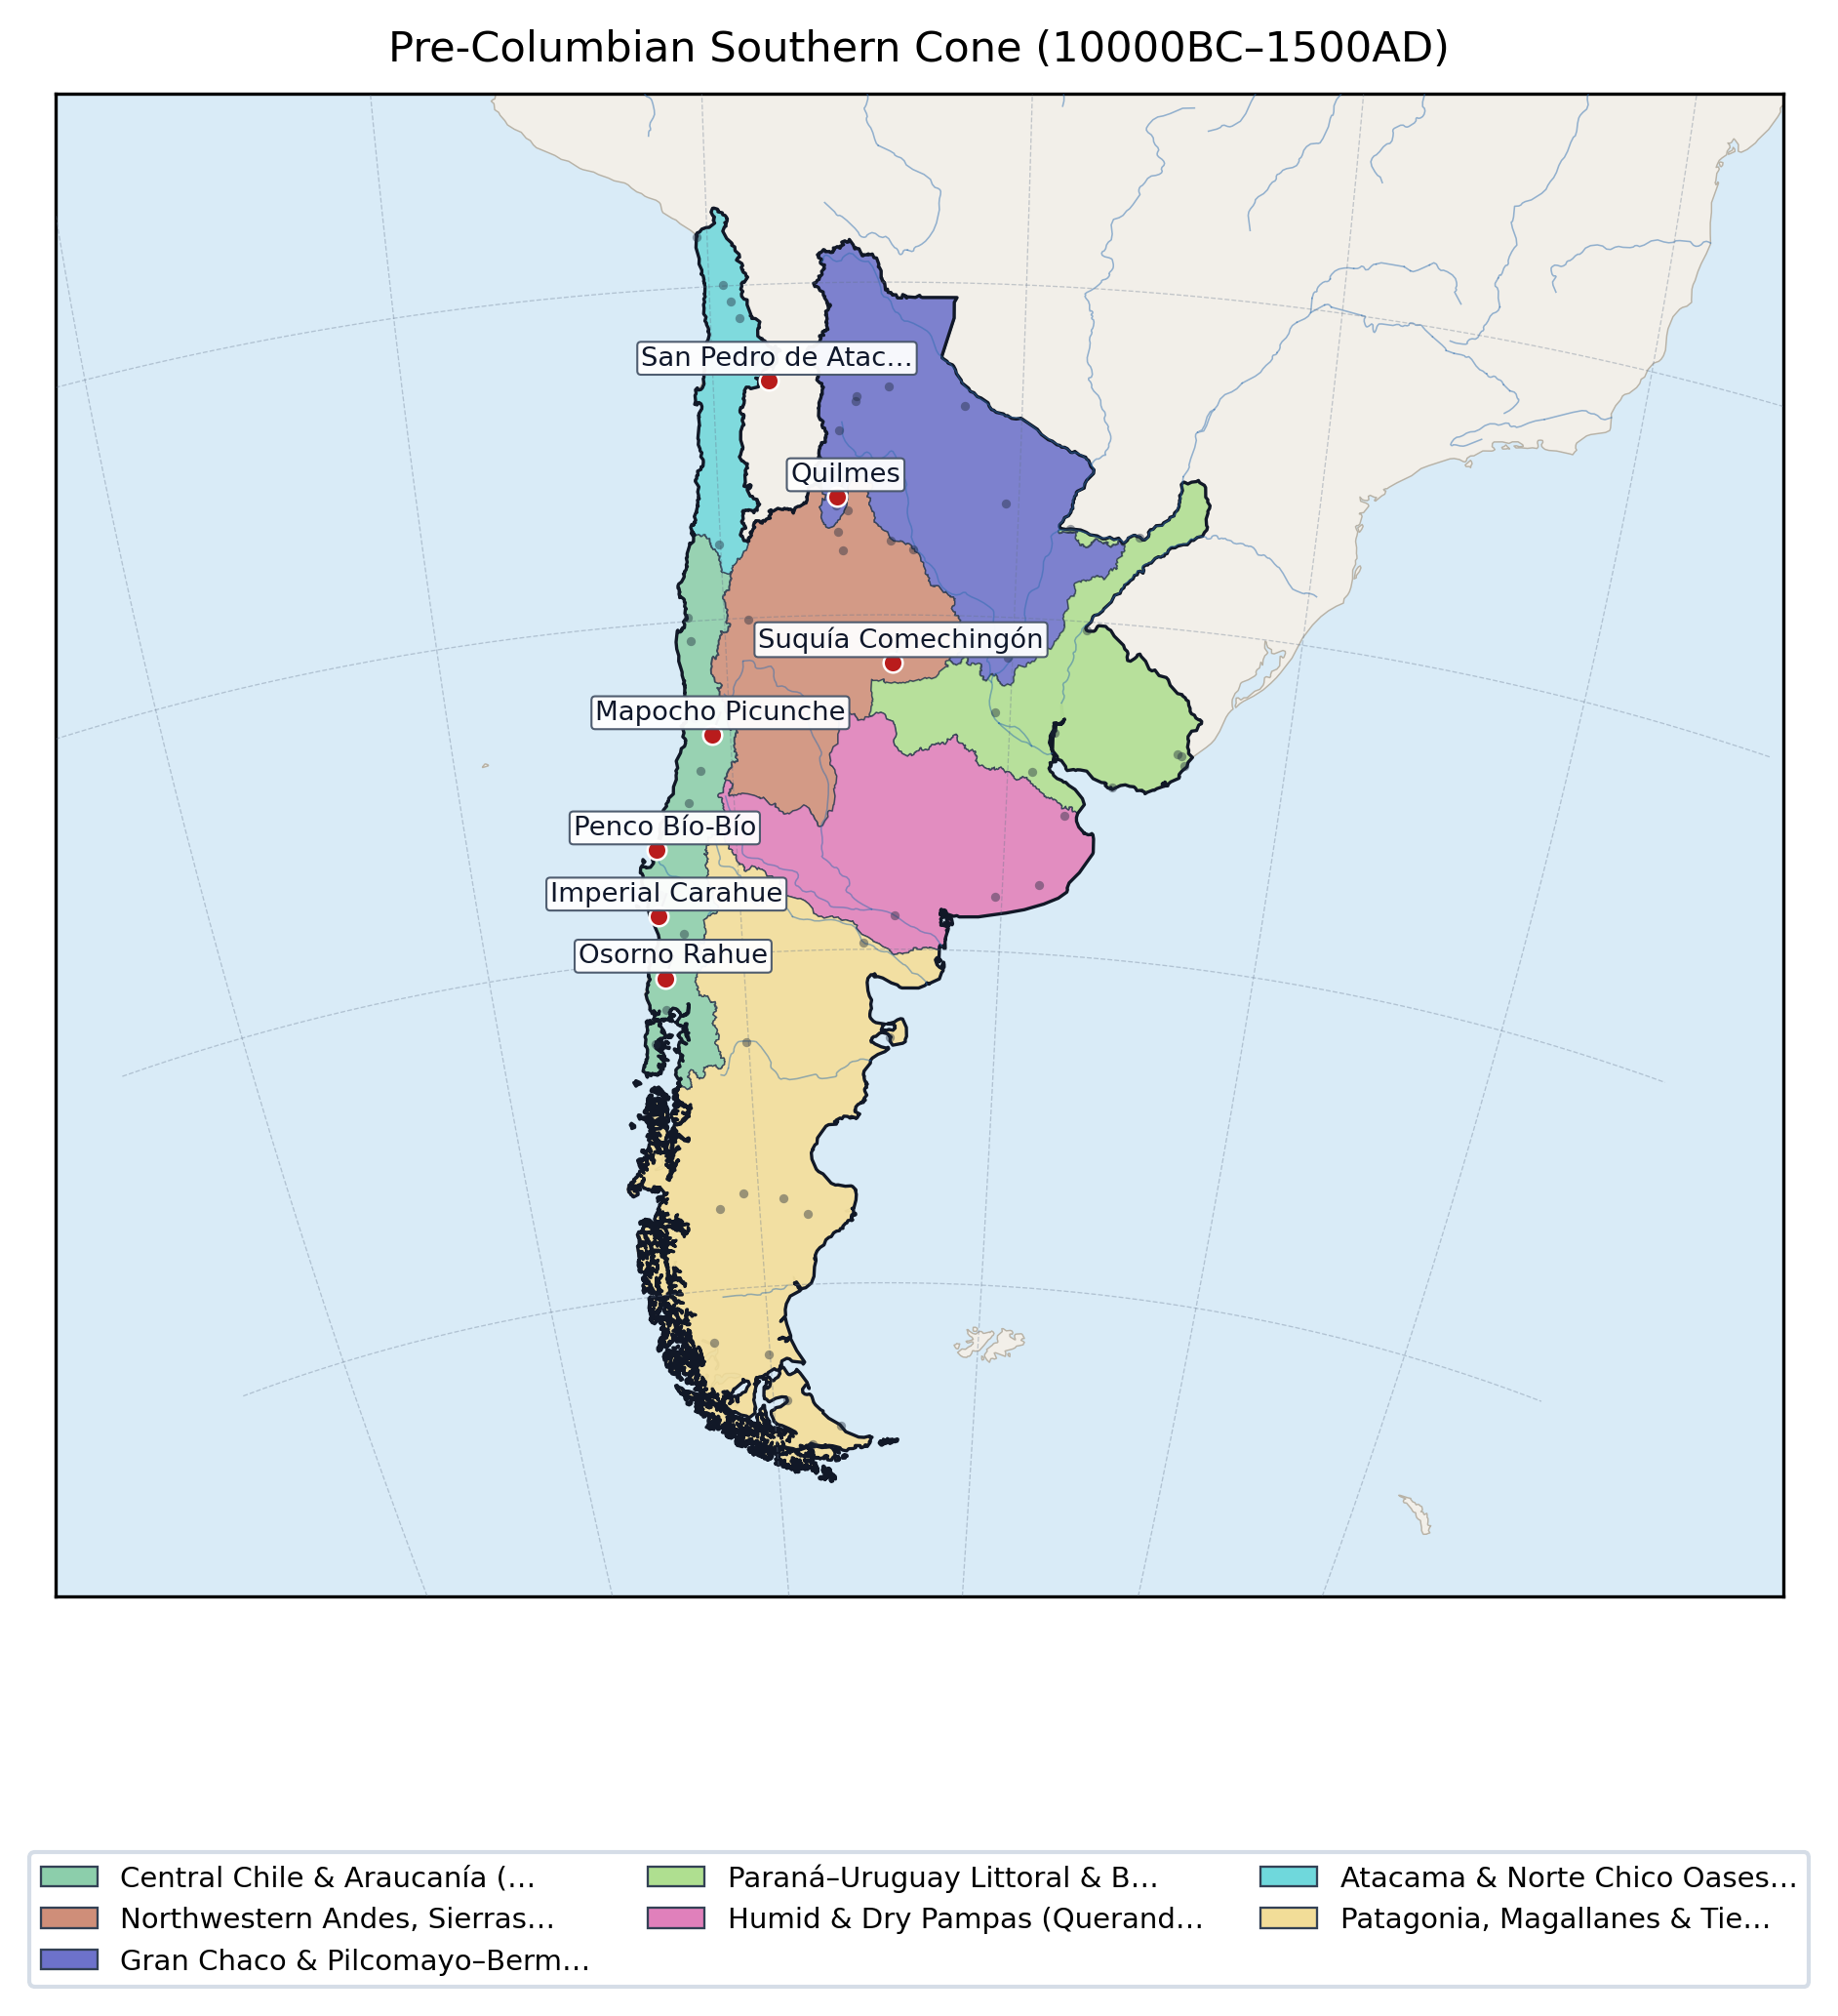 Pre-Columbian Southern Cone (10000BC–1500AD)
San Pedro de Atac...
Quilmes
Suquía Comechingón
Mapocho Picunche
Penco Bío-Bío
Imperial Carahue
Osorno Rahue
Central Chile & Araucanía (...
Northwestern Andes, Sierras...
Gran Chaco & Pilcomayo–Berm...
Paraná–Uruguay Littoral & B...
Humid & Dry Pampas (Querand...
Atacama & Norte Chico Oases...
Patagonia, Magallanes & Tie...